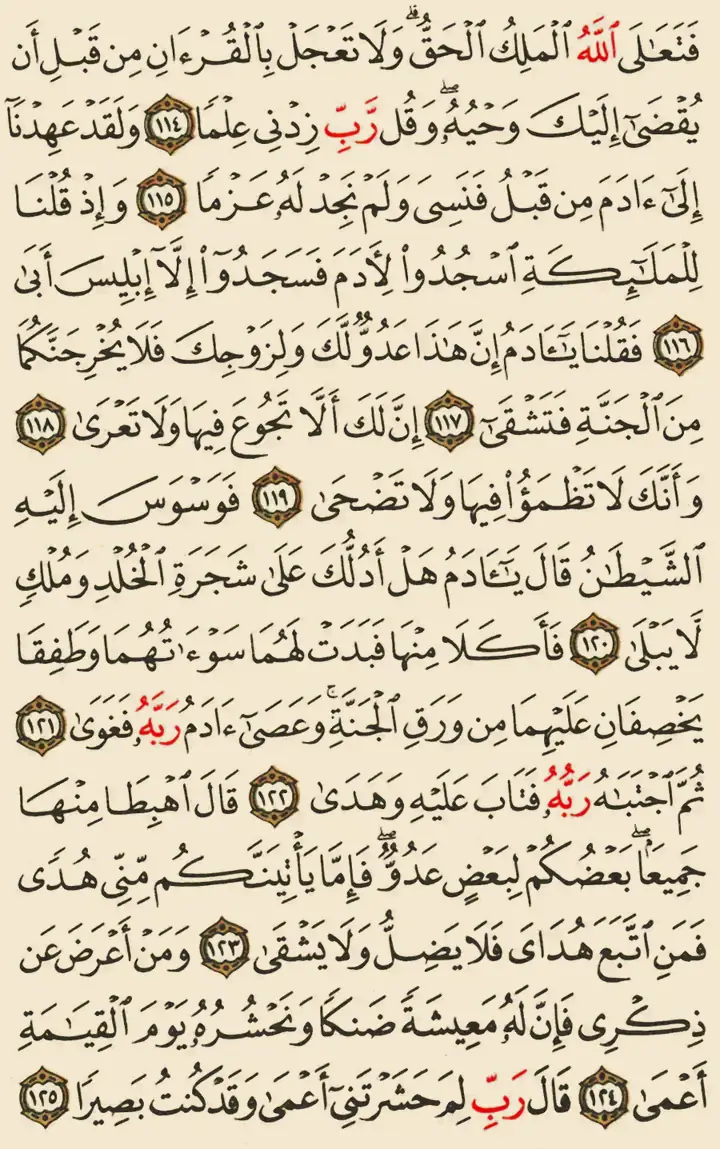 فَتَعَٰلَى ٱللَّهُ ٱلْمَلِكُ ٱلْحَقُّۗ وَلَا تَعْجَلْ بِٱلْقُرْءَانِ مِن قَبْلِ أَن
يُقْضَىٰٓ إِلَيْكَ وَحْيُهُۥۖ وَقُل رَّبِّ زِدْنِى عِلْمًا ١١٤ وَلَقَدْ عَهِدْنَآ
إِلَىٰٓ ءَادَمَ مِن قَبْلُ فَنَسِىَ وَلَمْ نَجِدْ لَهُۥ عَزْمًا ١١٥ وَإِذْ قُلْنَا
لِلْمَلَٰٓئِكَةِ ٱسْجُدُوا۟ لِءَادَمَ فَسَجَدُوٓا۟ إِلَّآ إِبْلِيسَ أَبَىٰ
١١٦ فَقُلْنَا يَٰٓـَٔادَمُ إِنَّ هَٰذَا عَدُوٌّ لَّكَ وَلِزَوْجِكَ فَلَا يُخْرِجَنَّكُمَا
مِنَ ٱلْجَنَّةِ فَتَشْقَىٰٓ ١١٧ إِنَّ لَكَ أَلَّا تَجُوعَ فِيهَا وَلَا تَعْرَىٰ ١١٨
وَأَنَّكَ لَا تَظْمَؤُا۟ فِيهَا وَلَا تَضْحَىٰ ١١٩ فَوَسْوَسَ إِلَيْهِ
ٱلشَّيْطَٰنُ قَالَ يَٰٓـَٔادَمُ هَلْ أَدُلُّكَ عَلَىٰ شَجَرَةِ ٱلْخُلْدِ وَمُلْكٍ
لَّا يَبْلَىٰ ١٢٠ فَأَكَلَا مِنْهَا فَبَدَتْ لَهُمَا سَوْءَٰتُهُمَا وَطَفِقَا
يَخْصِفَانِ عَلَيْهِمَا مِن وَرَقِ ٱلْجَنَّةِۚ وَعَصَىٰٓ ءَادَمُ رَبَّهُۥ فَغَوَىٰ ١٢١
ثُمَّ ٱجْتَبَٰهُ رَبُّهُۥ فَتَابَ عَلَيْهِ وَهَدَىٰ ١٢٢ قَالَ ٱهْبِطَا مِنْهَا
جَمِيعًۢاۖ بَعْضُكُمْ لِبَعْضٍ عَدُوٌّۖ فَإِمَّا يَأْتِيَنَّكُم مِّنِّى هُدًى
فَمَنِ ٱتَّبَعَ هُدَاىَ فَلَا يَضِلُّ وَلَا يَشْقَىٰ ١٢٣ وَمَنْ أَعْرَضَ عَن
ذِكْرِى فَإِنَّ لَهُۥ مَعِيشَةً ضَنكًا وَنَحْشُرُهُۥ يَوْمَ ٱلْقِيَٰمَةِ
أَعْمَىٰ ١٢٤ قَالَ رَبِّ لِمَ حَشَرْتَنِىٓ أَعْمَىٰ وَقَدْ كُنتُ بَصِيرًا ١٢٥